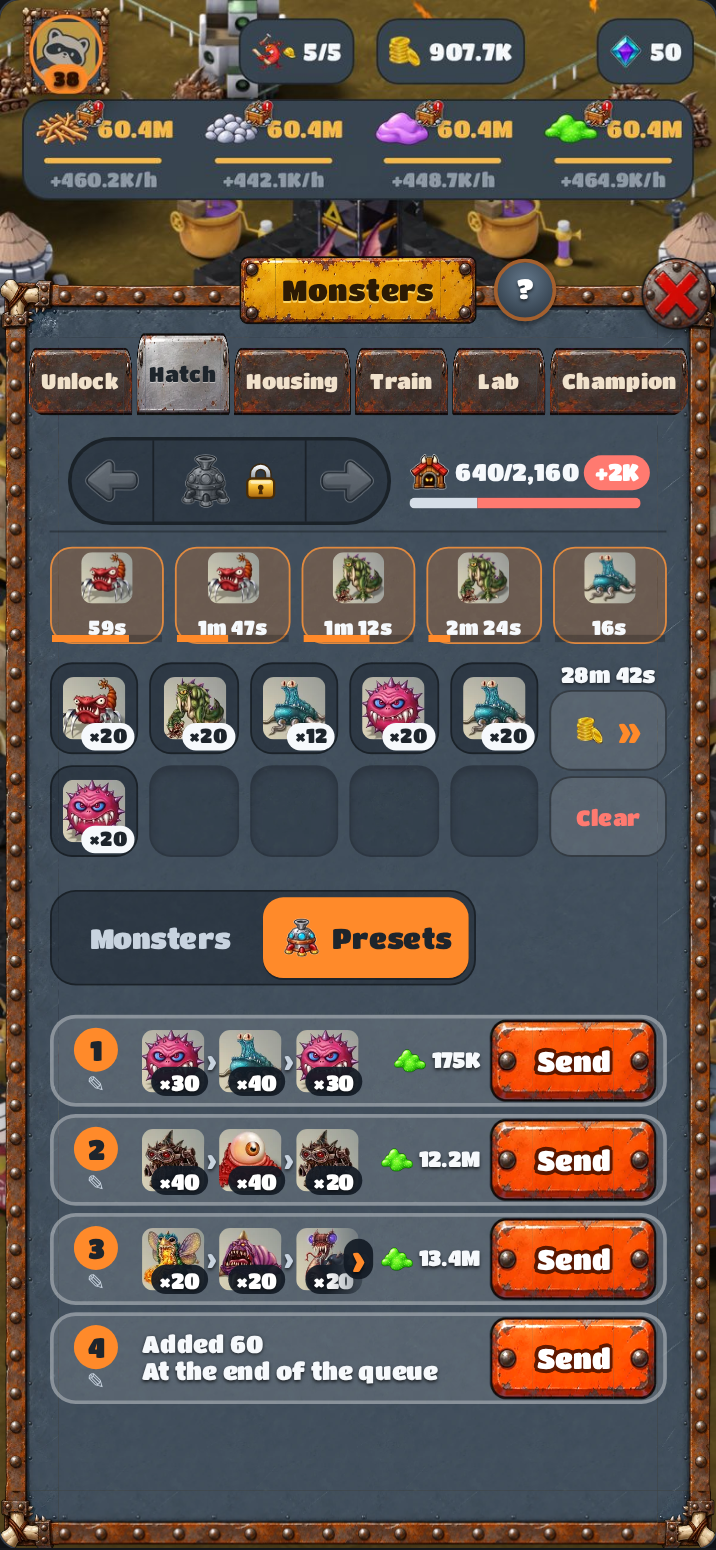 38
5/5
907.7K
50
60.4M
60.4M
60.4M
60.4M
+460.2K/h
+442.1K/h
+448.7K/h
+464.9K/h
Monsters
?
Unlock
Hatch
Housing
Train
Lab
Champion
640/2,160
+2K
59s
1m 47s
1m 12s
2m 24s
16s
28m 42s
×20
×20
×12
×20
×20
×20
Clear
Monsters
Presets
1
×30
×40
×30
175K
Send
2
×40
×40
×20
12.2M
Send
3
×20
×20
×20
13.4M
Send
4
Added 60
At the end of the queue
Send